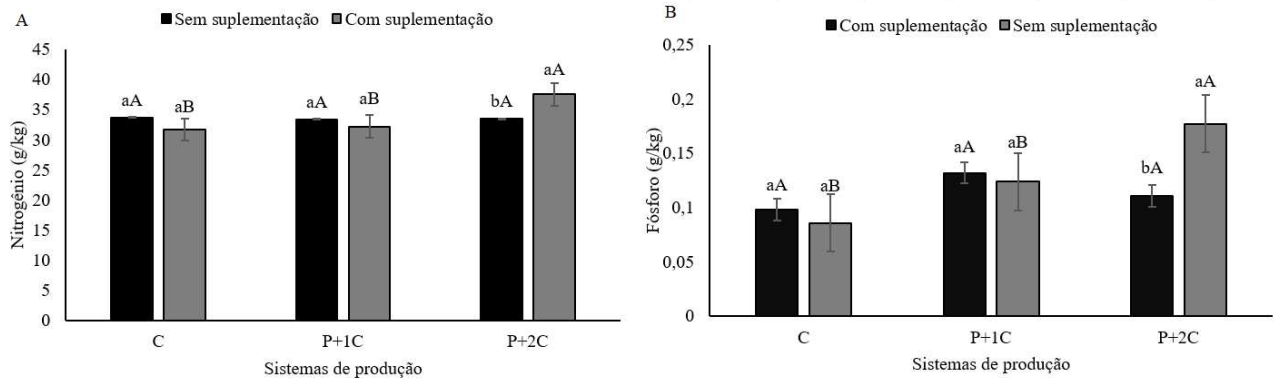 A
Sem suplementação Com suplementação
45
40
35
30
25
20
15
10
5
0
Nitrogênio (g/kg)
aA aB aA aB bA aA
C P+1C P+2C
Sistemas de produção
B
Com suplementação Sem suplementação
0,25
0,2
0,15
0,1
0,05
0
Fósforo (g/kg)
aA aB aA aB bA aA
C P+1C P+2C
Sistemas de produção